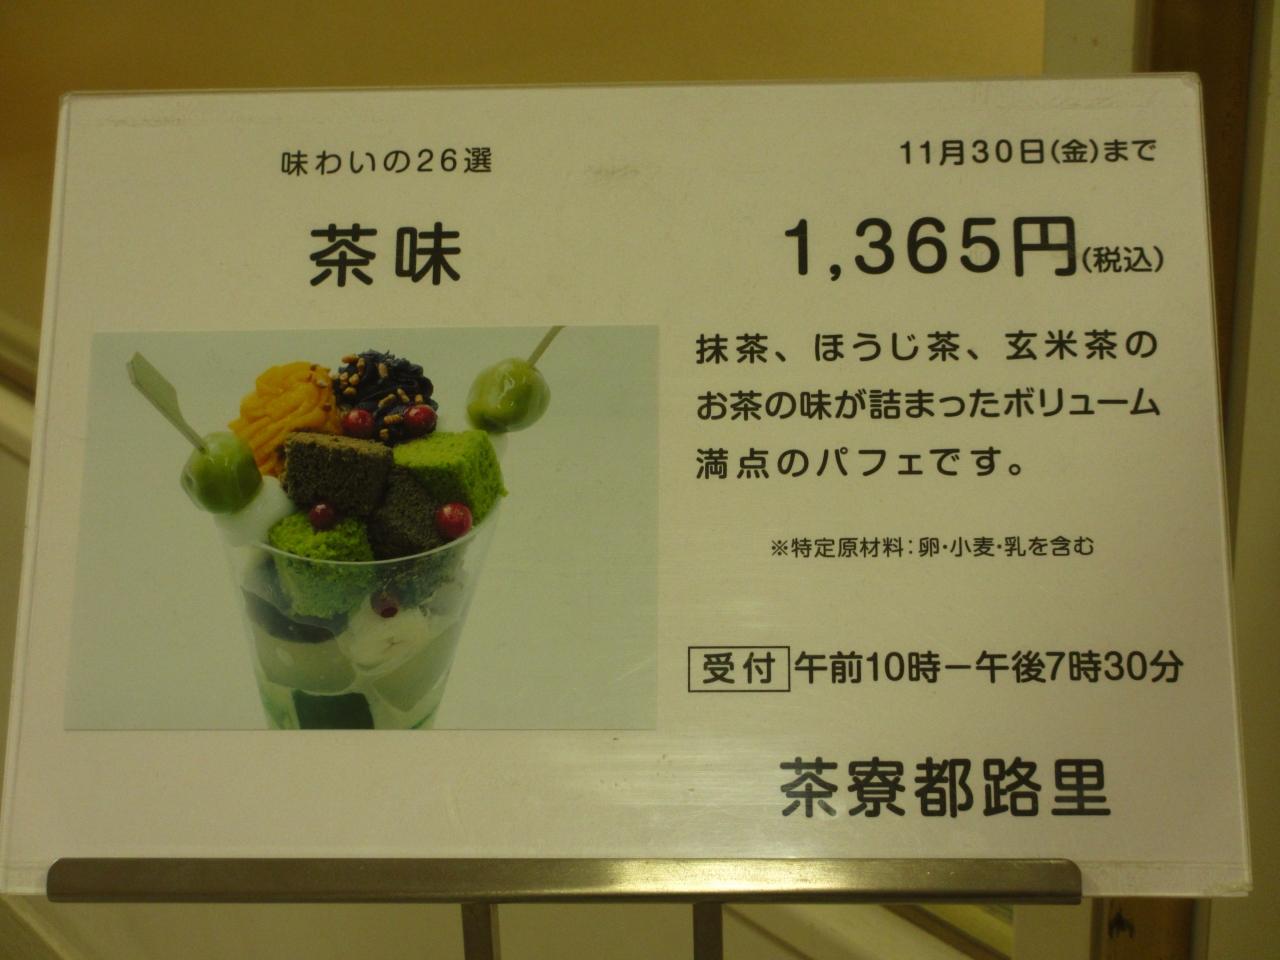 味わいの26選
茶味
11月30日(金)まで
1,365円(税込)
抹茶、ほうじ茶、玄米茶の
お茶の味が詰まったボリューム
満点のパフェです。
※特定原材料:卵・小麦・乳を含む
受付 午前10時ー午後7時30分
茶寮都路里